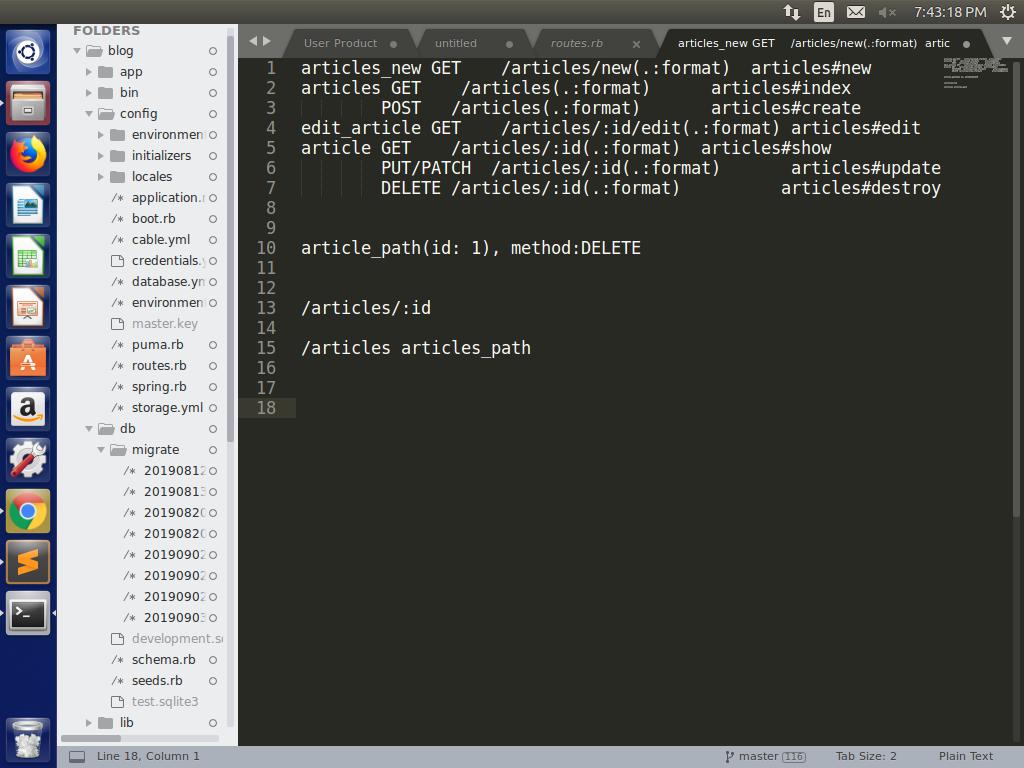 En 7:43:18 PM
FOLDERS
blog
app
bin
config
environmen
initializers
locales
/* application.r
/* boot.rb
/* cable.yml
credentials.y
/* database.ym
/* environmen
master.key
/* puma.rb
/* routes.rb
/* spring.rb
/* storage.yml
db
migrate
/* 20190812
/* 20190813
/* 20190820
/* 20190820
/* 20190902
/* 20190902
/* 20190902
/* 20190903
development.sq
/* schema.rb
/* seeds.rb
test.sqlite3
lib
User Product untitled routes.rb × articles_new GET /articles/new(.:format) artic
1 articles_new GET /articles/new(.:format) articles#new
2 articles GET /articles(.:format) articles#index
3 POST /articles(.:format) articles#create
4 edit_article GET /articles/:id/edit(.:format) articles#edit
5 article GET /articles/:id(.:format) articles#show
6 PUT/PATCH /articles/:id(.:format) articles#update
7 DELETE /articles/:id(.:format) articles#destroy
8
9
10 article_path(id: 1), method:DELETE
11
12
13 /articles/:id
14
15 /articles articles_path
16
17
18
Line 18, Column 1 master 116 Tab Size: 2 Plain Text